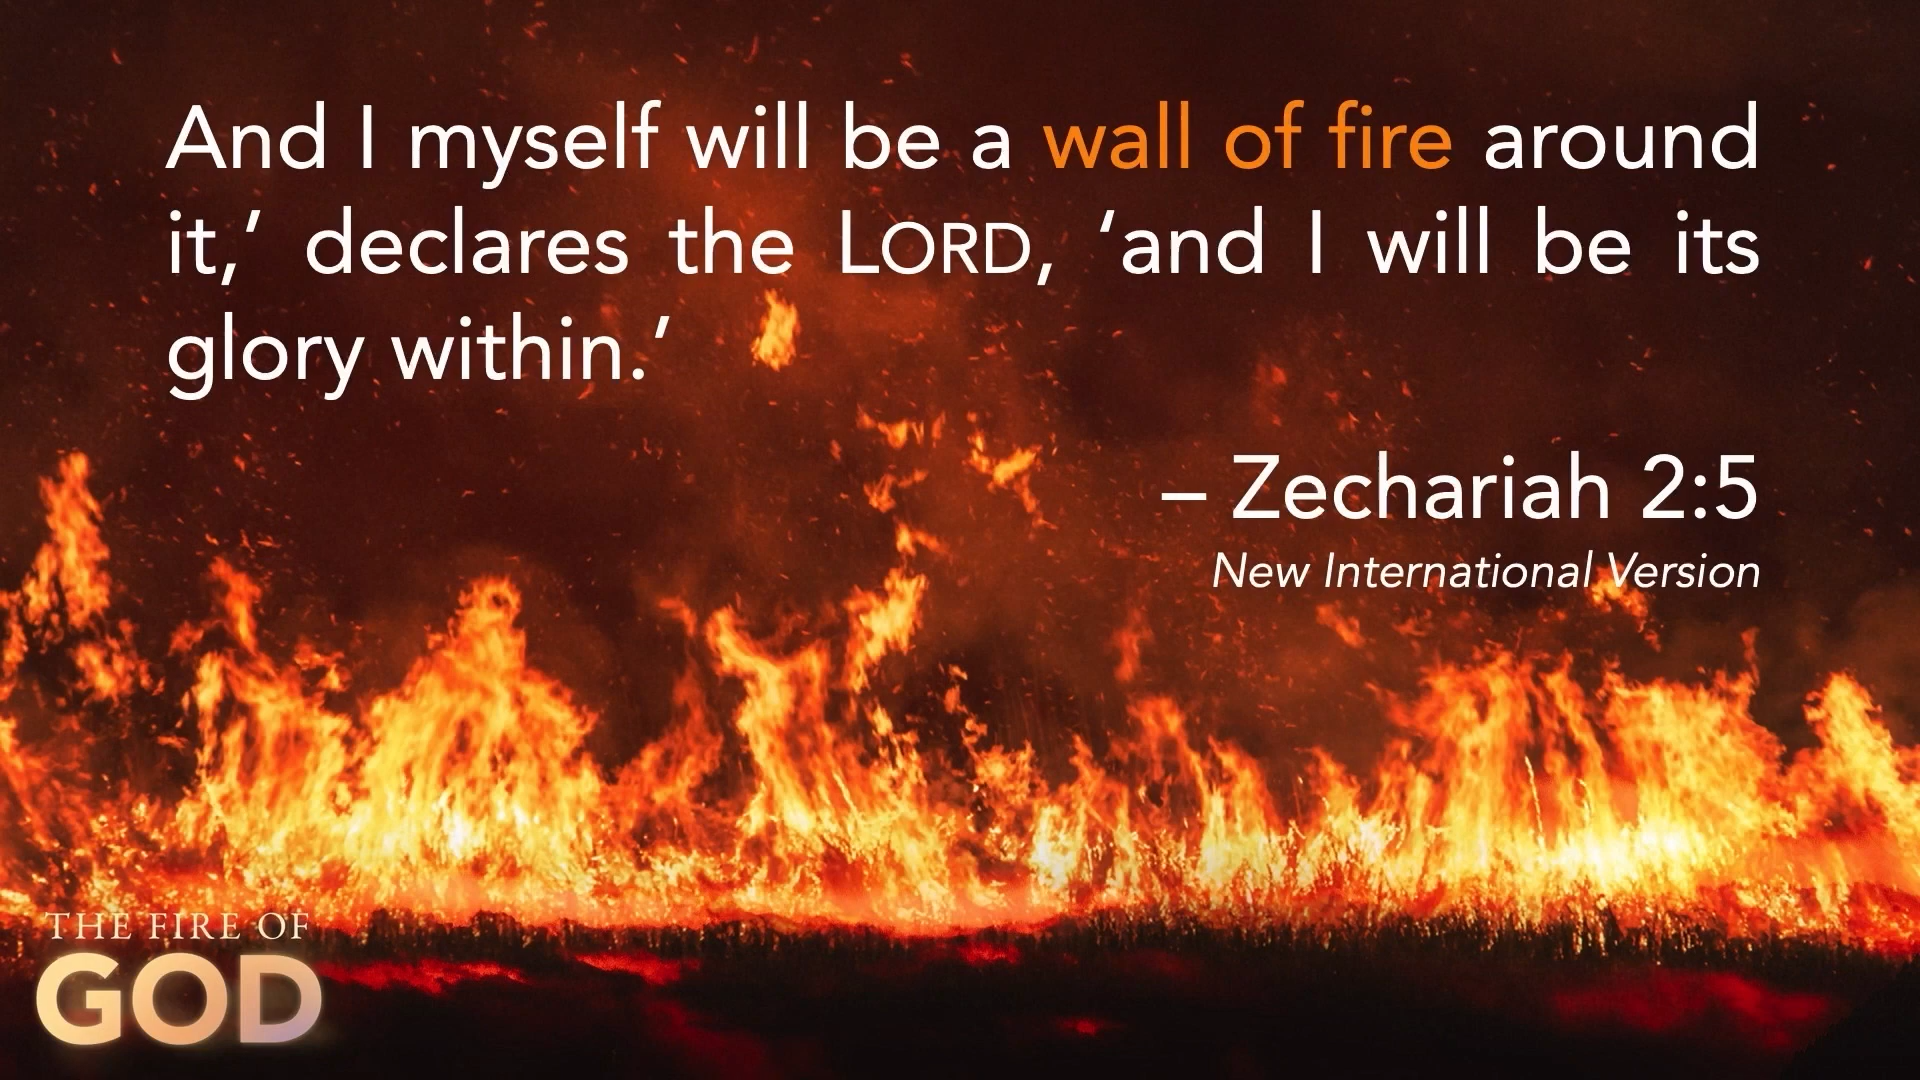 And I myself will be a wall of fire around
it,’ declares the LORD, ‘and I will be its
glory within.’
– Zechariah 2:5
New International Version
THE FIRE OF
GOD